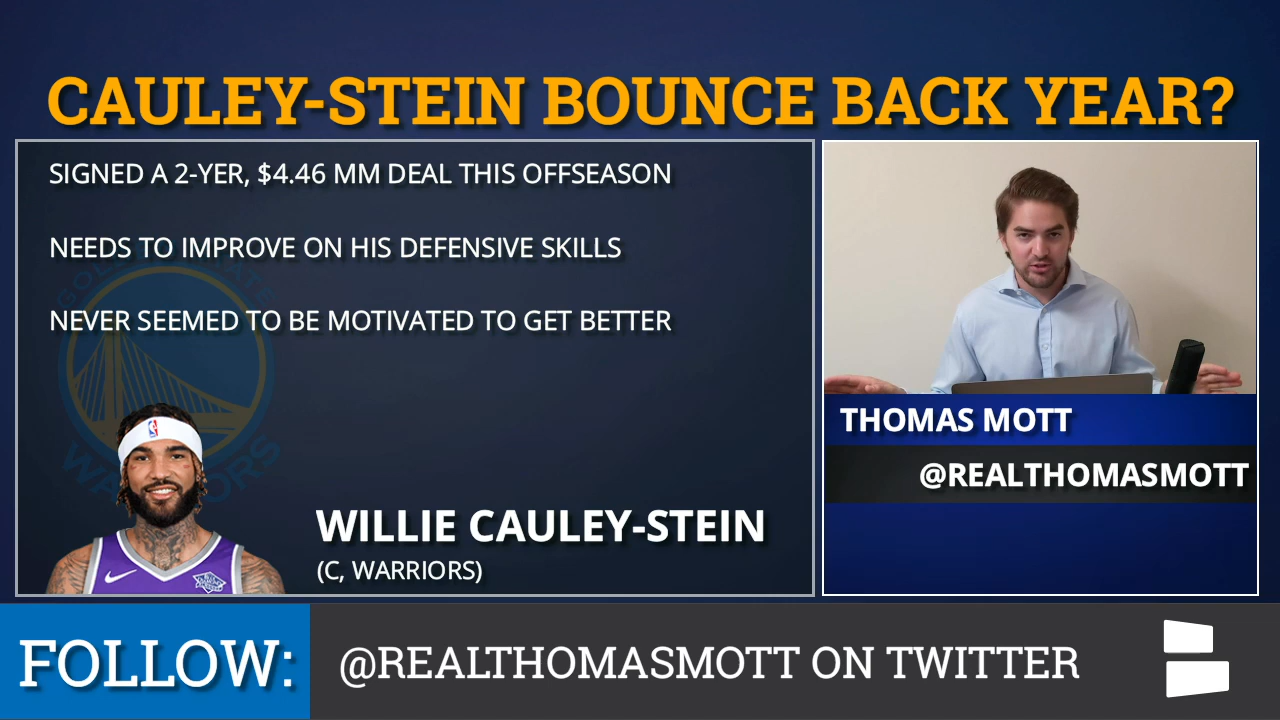 CAULEY-STEIN BOUNCE BACK YEAR?
SIGNED A 2-YER, $4.46 MM DEAL THIS OFFSEASON
NEEDS TO IMPROVE ON HIS DEFENSIVE SKILLS
NEVER SEEMED TO BE MOTIVATED TO GET BETTER
WARRIORS
WILLIE CAULEY-STEIN
(C, WARRIORS)
THOMAS MOTT
@REALTHOMASMOTT
FOLLOW:
@REALTHOMASMOTT ON TWITTER